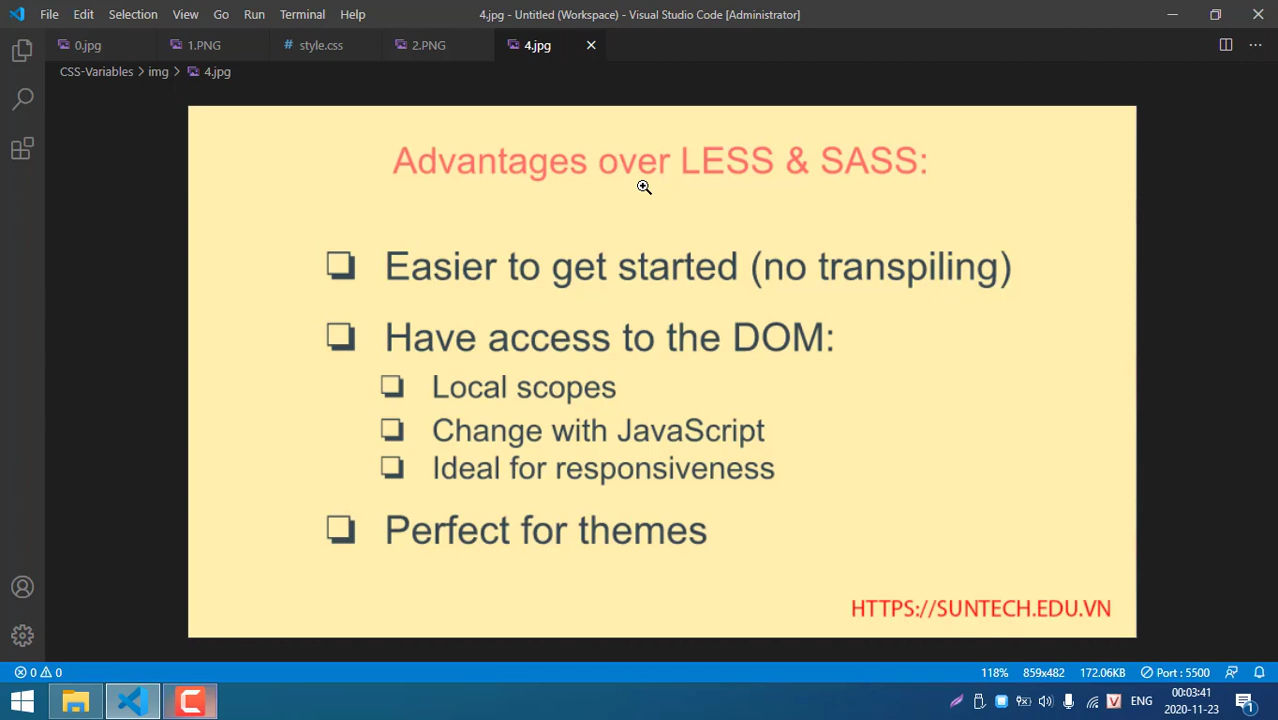 File Edit Selection View Go Run Terminal Help 4.jpg - Untitled (Workspace) - Visual Studio Code [Administrator]
0.jpg 1.PNG # style.css 2.PNG 4.jpg
CSS-Variables > img > 4.jpg
Advantages over LESS & SASS:
Easier to get started (no transpiling)
Have access to the DOM:
Local scopes
Change with JavaScript
Ideal for responsiveness
Perfect for themes
HTTPS://SUNTECH.EDU.VN
0 0 118% 859x482 172.06KB Port : 5500
V ENG 00:03:41
2020-11-23 1